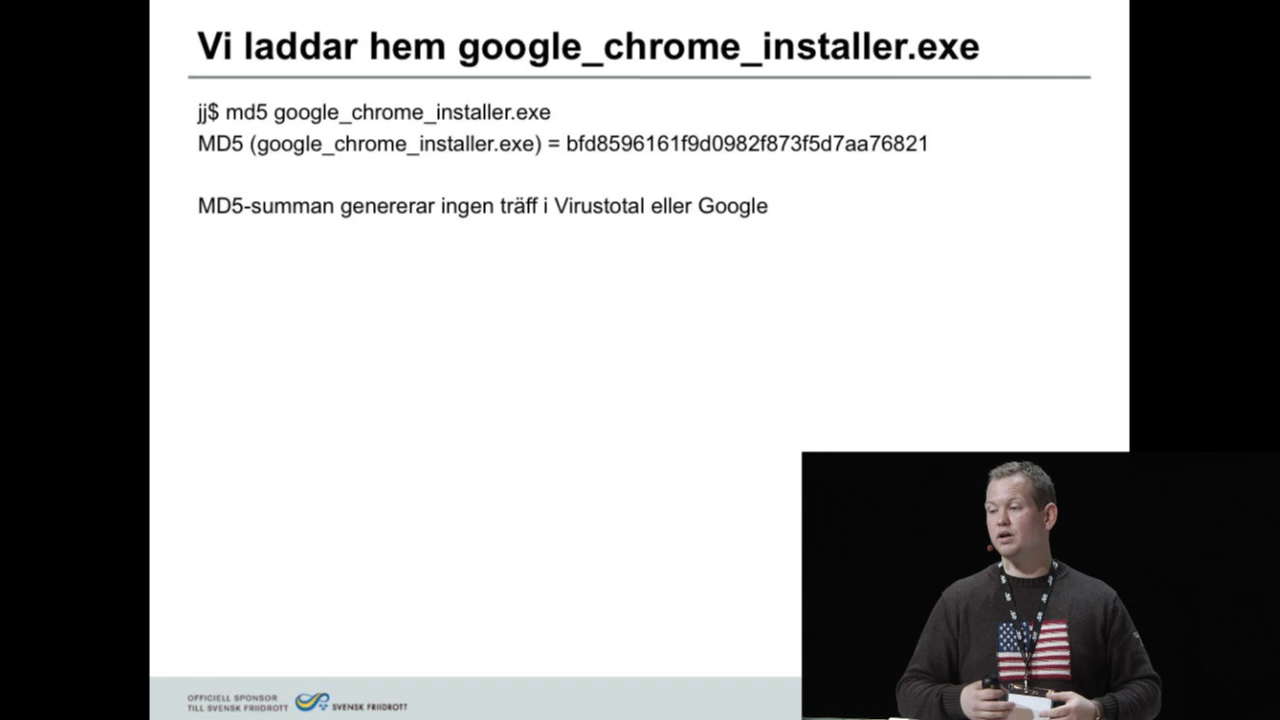 Vi laddar hem google_chrome_installer.exe
jj$ md5 google_chrome_installer.exe
MD5 (google_chrome_installer.exe) = bfd8596161f9d0982f873f5d7aa76821
MD5-summan genererar ingen träff i Virustotal eller Google
OFFICIELL SPONSOR
TILL SVENSK FRIIDROTT
SVENSK FRIIDROTT